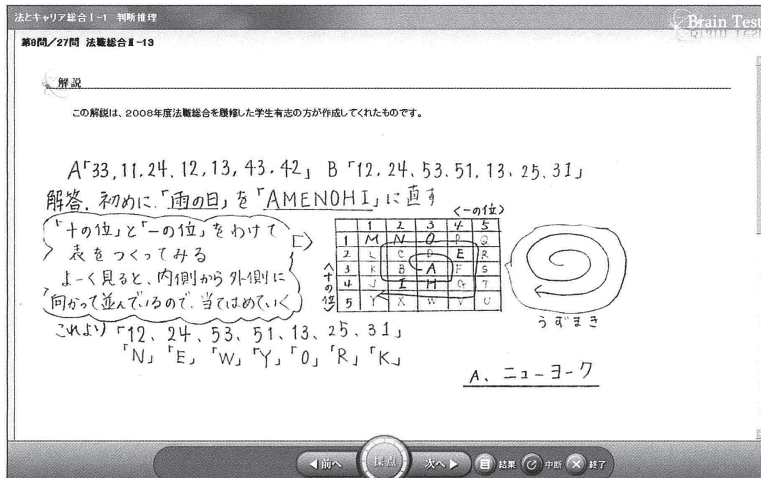 法とキャリア総合Ⅰ-1 判断推理
Brain Test
第9問/27問 法職総合Ⅱ-13
解説
この解説は、2008年度法職総合を履修した学生有志の方が作成してくれたものです。
A「33,11,24,12,13,43,42」 B「12,24,53,51,13,25,31」
解答. 初めに、「雨の日」を「AMENOHI」に直す
「十の位」と「一の位」をわけて
表をつくってみる
よーく見ると、内側から外側に
向かって並んでいるので、当てはめていく
<一の位>
1 2 3 4 5
1 M N O P Q
2 L C D E R
3 K B A F S
4 J I H G T
5 Y X W V U
<十の位>
うずまき
これより「12、24、53、51、13、25、31」
「N」「E」「W」「Y」「O」「R」「K」
A、ニューヨーク
前へ
採点
次へ
結果
中断
終了